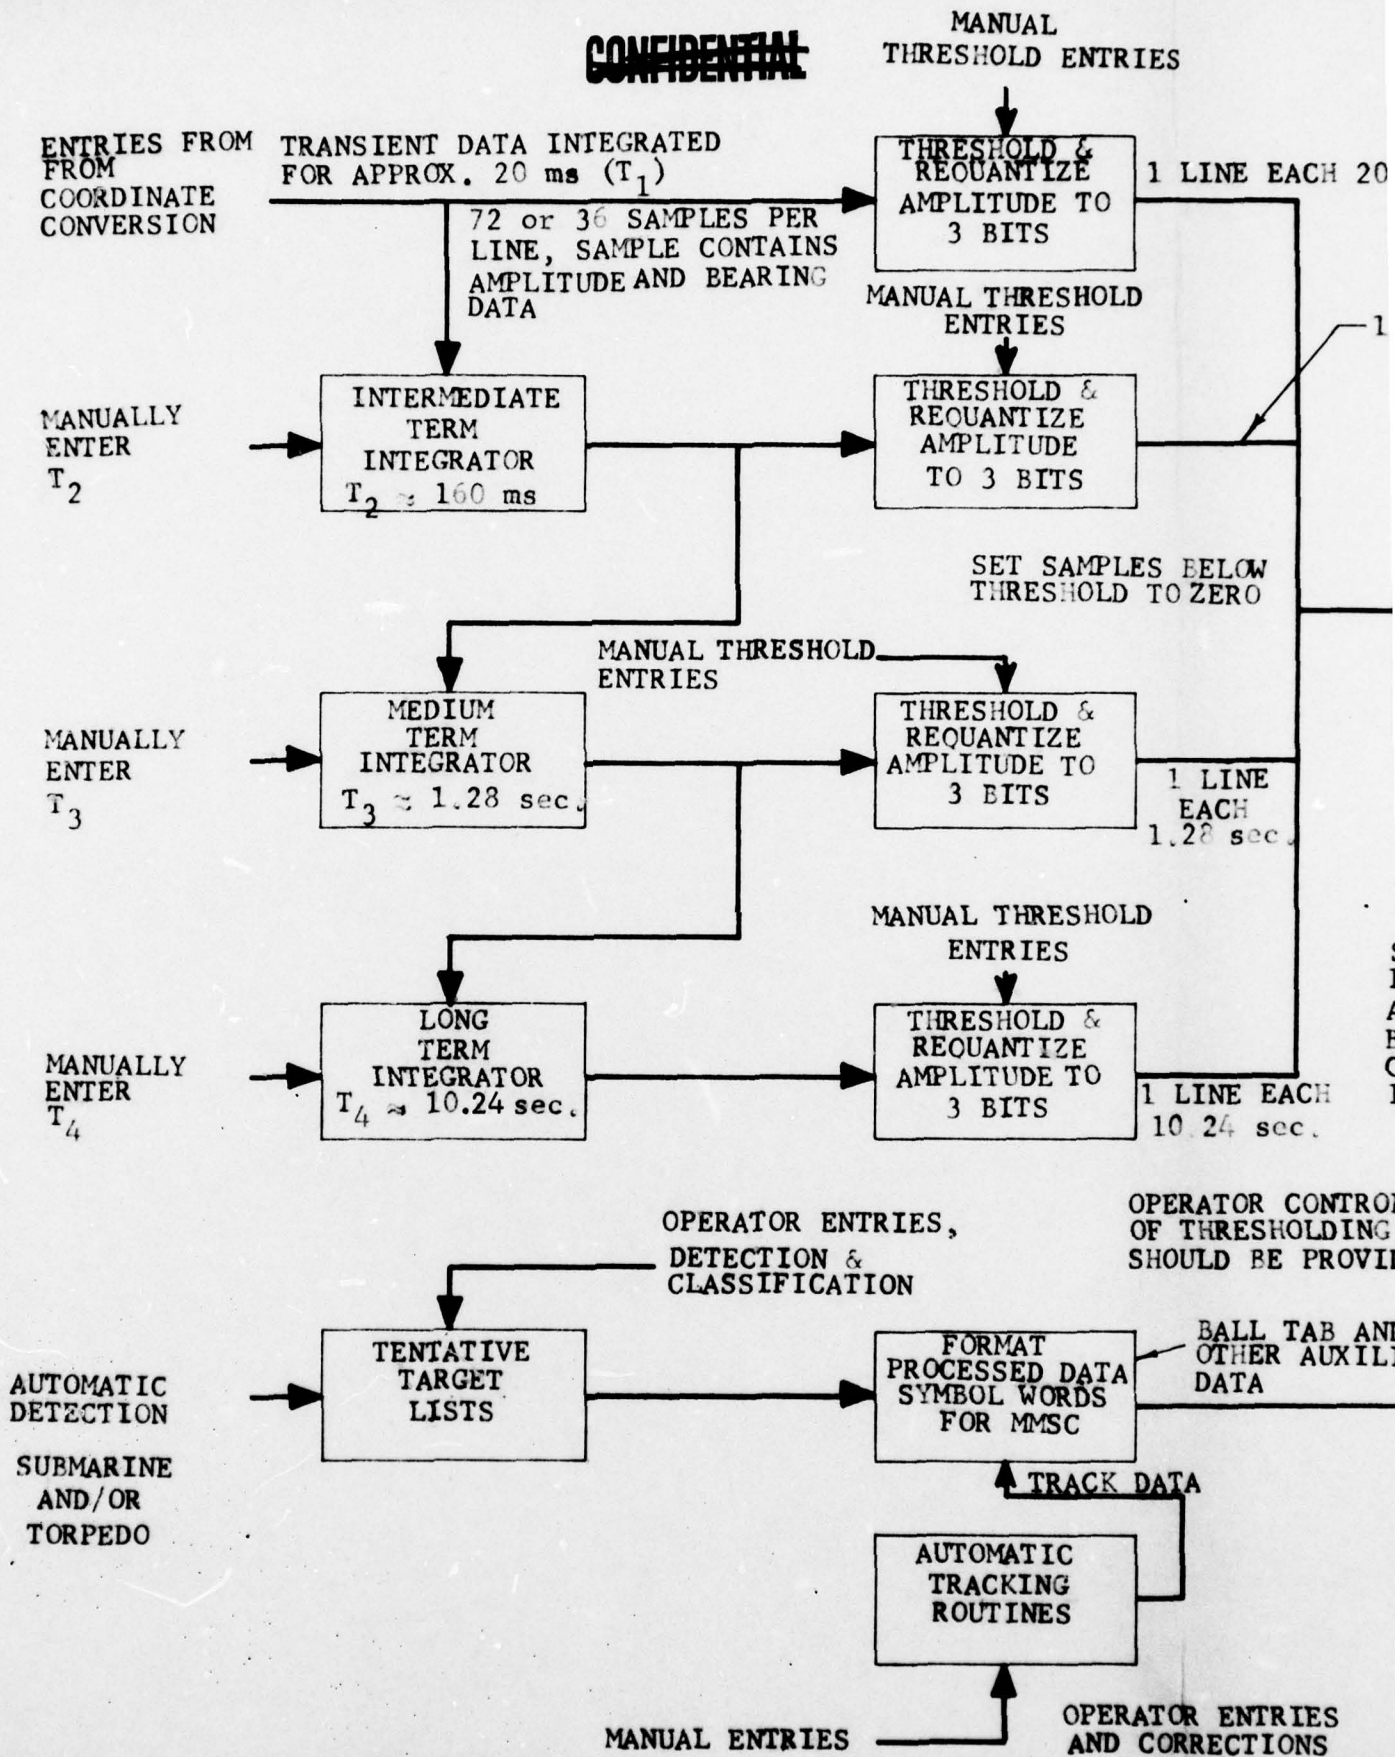 CONFIDENTIAL
MANUAL
THRESHOLD ENTRIES
ENTRIES FROM
FROM
COORDINATE
CONVERSION
TRANSIENT DATA INTEGRATED
FOR APPROX. 20 ms (T1)
72 or 36 SAMPLES PER
LINE, SAMPLE CONTAINS
AMPLITUDE AND BEARING
DATA
THRESHOLD &
REQUANTIZE
AMPLITUDE TO
3 BITS
1 LINE EACH 20
MANUAL THRESHOLD
ENTRIES
1
MANUALLY
ENTER
T2
INTERMEDIATE
TERM
INTEGRATOR
T2 ≈ 160 ms
THRESHOLD &
REQUANTIZE
AMPLITUDE
TO 3 BITS
SET SAMPLES BELOW
THRESHOLD TO ZERO
MANUAL THRESHOLD
ENTRIES
MANUALLY
ENTER
T3
MEDIUM
TERM
INTEGRATOR
T3 ≈ 1.28 sec.
THRESHOLD &
REQUANTIZE
AMPLITUDE TO
3 BITS
1 LINE
EACH
1.28 sec.
MANUAL THRESHOLD
ENTRIES
MANUALLY
ENTER
T4
LONG
TERM
INTEGRATOR
T4 ≈ 10.24 sec.
THRESHOLD &
REQUANTIZE
AMPLITUDE TO
3 BITS
1 LINE EACH
10.24 sec.
OPERATOR ENTRIES,
DETECTION &
CLASSIFICATION
OF THRESHOLDING
SHOULD BE
OPERATOR
AUTOMATIC
DETECTION
SUBMARINE
AND/OR
TORPEDO
TENTATIVE
TARGET
LISTS
FORMAT
PROCESSED DATA
SYMBOL WORDS
FOR MMSC
BALL TAB AND
OTHER
DATA
TRACK DATA
AUTOMATIC
TRACKING
ROUTINES
MANUAL ENTRIES
OPERATOR ENTRIES
AND CORRECTIONS